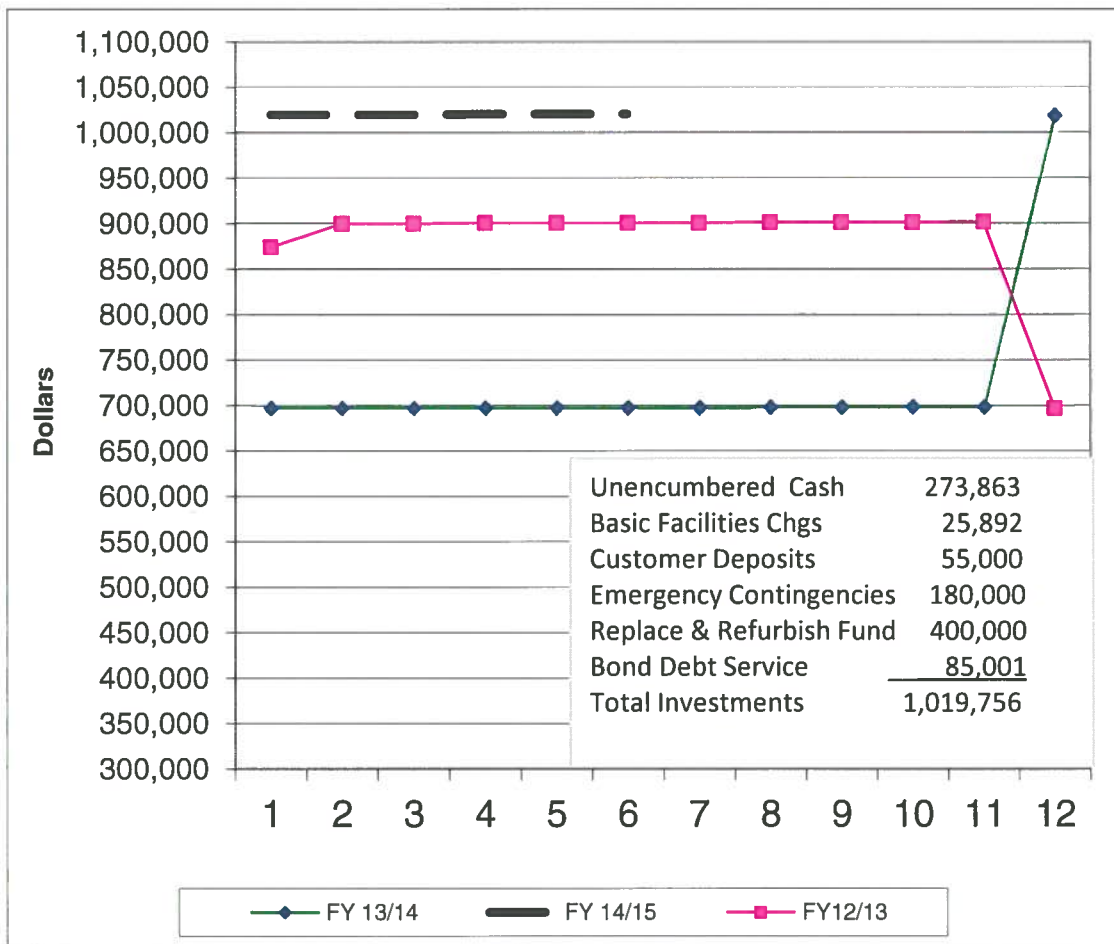 1,100,000
1,050,000
1,000,000
950,000
900,000
850,000
800,000
750,000
700,000
650,000
600,000
550,000
500,000
450,000
400,000
350,000
300,000
Dollars
Unencumbered Cash 273,863
Basic Facilities Chgs 25,892
Customer Deposits 55,000
Emergency Contingencies 180,000
Replace & Refurbish Fund 400,000
Bond Debt Service 85,001
Total Investments 1,019,756
1 2 3 4 5 6 7 8 9 10 11 12
FY 13/14 FY 14/15 FY12/13